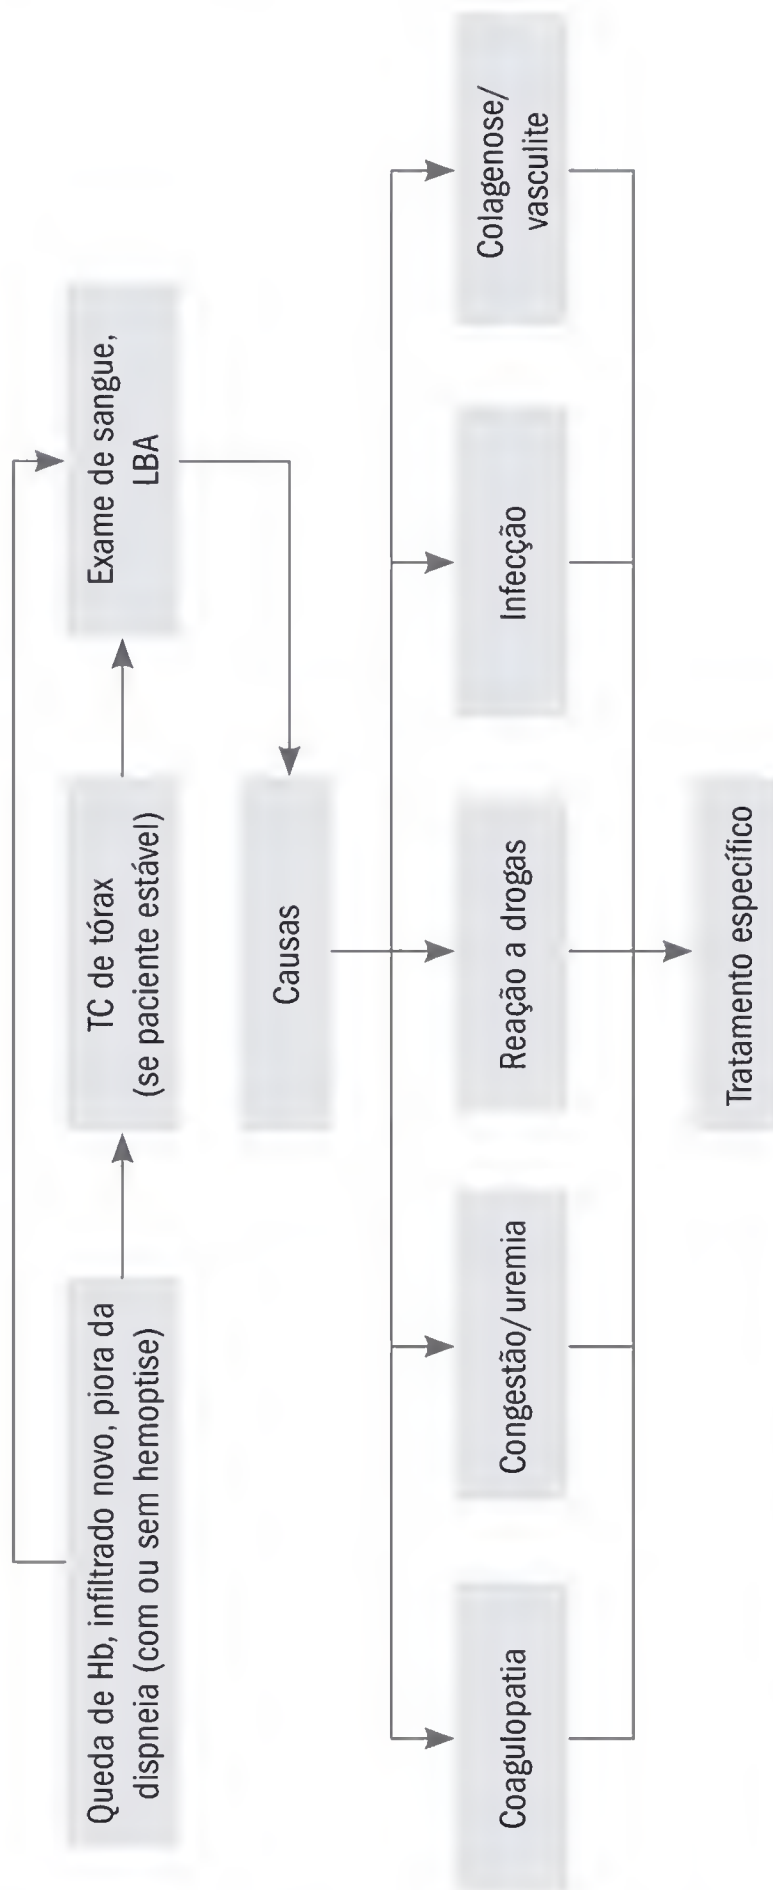 Queda de Hb, infiltrado novo, piora da
dispneia (com ou sem hemoptise)
TC de tórax
(se paciente estável)
Exame de sangue,
LBA
Causas
Coagulopatia
Congestão/uremia
Reação a drogas
Infecção
Colagenose/
vasculite
Tratamento específico